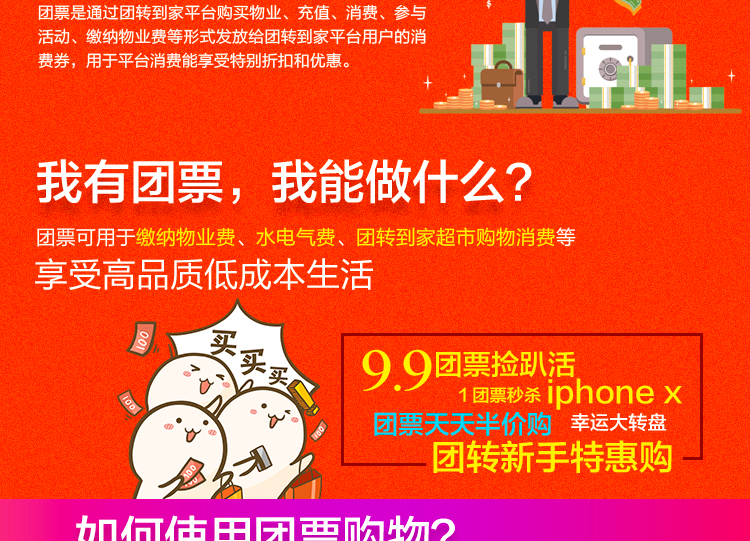 团票是通过团转到家平台购买物业、充值、消费、参与
活动、缴纳物业费等形式发放给团转到家平台用户的消
费券，用于平台消费能享受特别折扣和优惠。
$
我有团票，我能做什么？
团票可用于缴纳物业费、水电气费、团转到家超市购物消费等
享受高品质低成本生活
100
买买买
9.9团票捡趴活
100
1团票秒杀 iphone x
团票天天半价购 幸运大转盘
100
团转新手特惠购
100
100
如何使用团票购物？